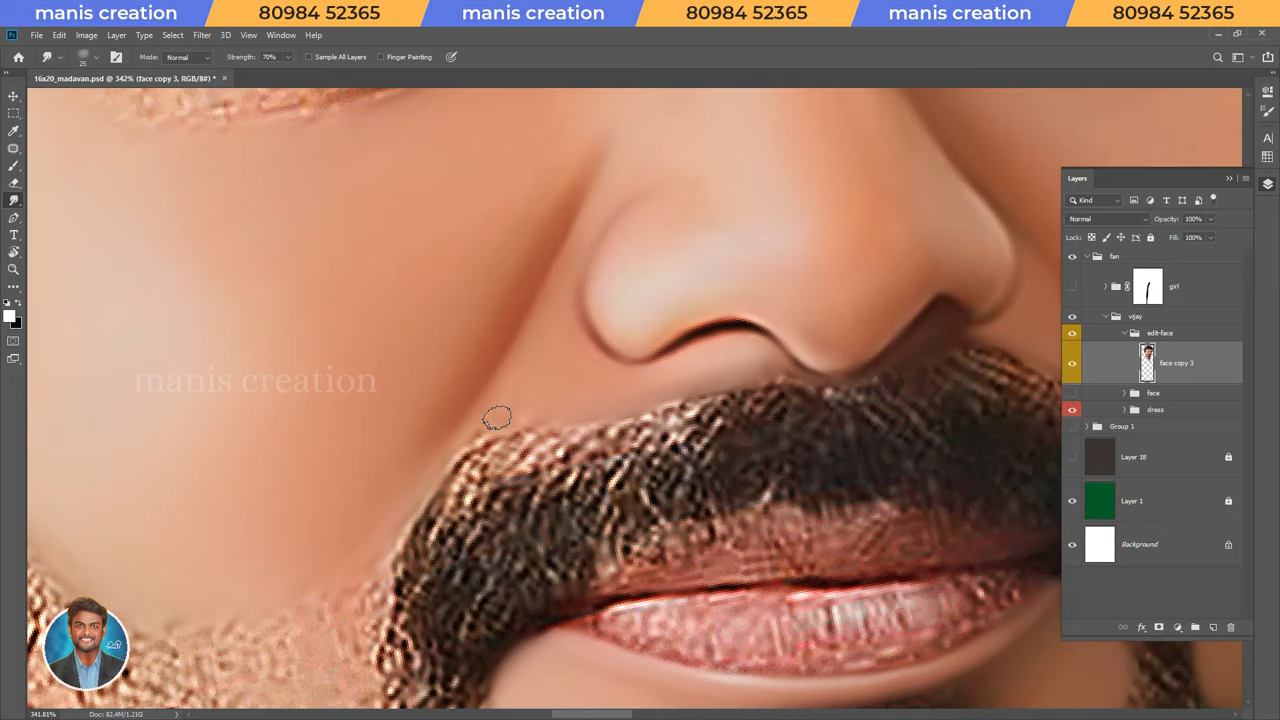 manis creation 80984 52365 manis creation 80984 52365 manis creation 80984 52365
Ps File Edit Image Layer Type Select Filter 3D View Window Help
25 Mode: Normal Strength: 70% Sample All Layers Finger Painting
16x20_madavan.psd @ 342% (face copy 3, RGB/8#) * ×
Layers
Kind
Normal Opacity: 100%
Lock: Fill: 100%
fan
girl
vijay
edit-face
face copy 3
face
dress
Group 1
Layer 18
Layer 1
Background
manis creation
341.81% Doc: 82.4M/1.21G